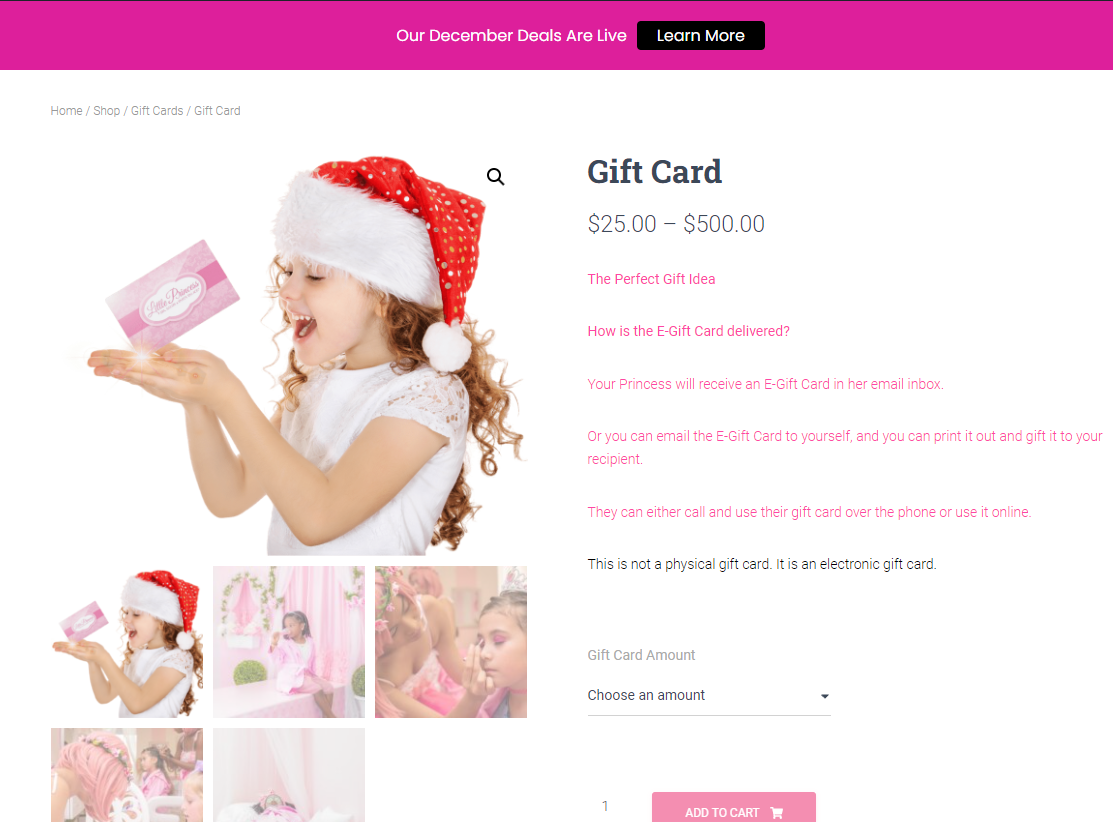 Our December Deals Are Live Learn More
Home / Shop / Gift Cards / Gift Card
Gift Card
$25.00 – $500.00
The Perfect Gift Idea
How is the E-Gift Card delivered?
Your Princess will receive an E-Gift Card in her email inbox.
Or you can email the E-Gift Card to yourself, and you can print it out and gift it to your
recipient.
They can either call and use their gift card over the phone or use it online.
This is not a physical gift card. It is an electronic gift card.
Gift Card Amount
Choose an amount
1 ADD TO CART
Little Princess